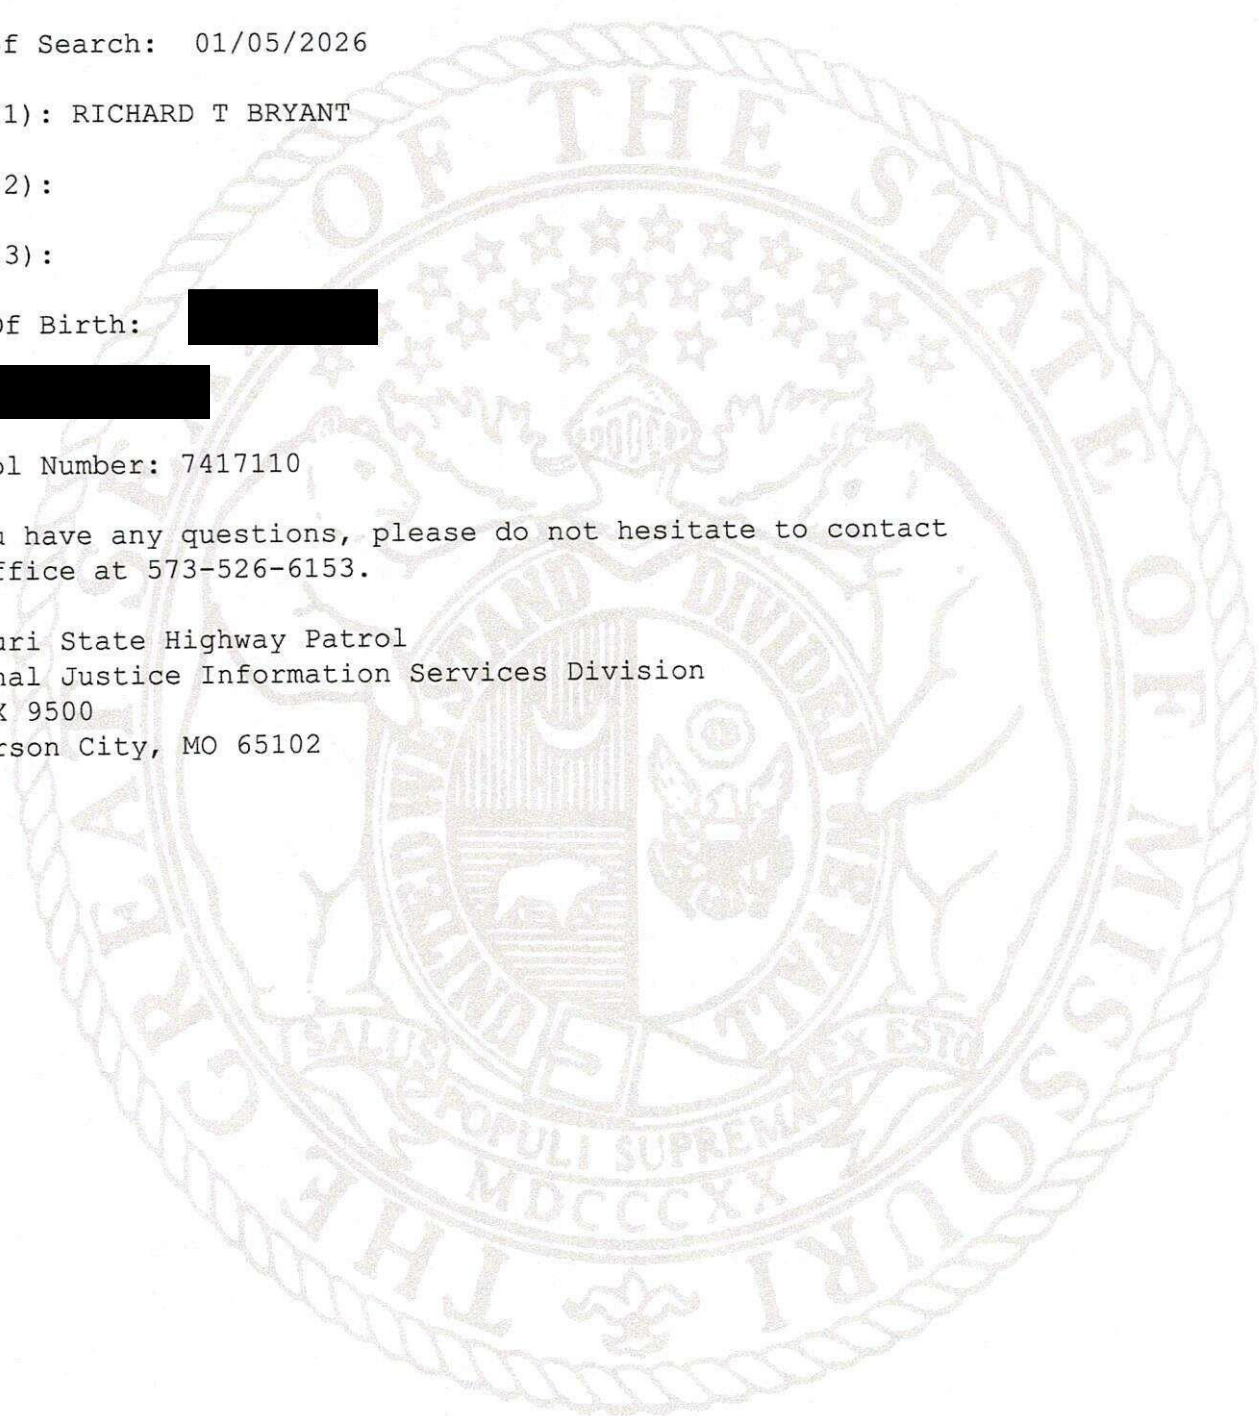 f Search: 01/05/2026
1): RICHARD T BRYANT
2):
3):
Of Birth:
ol Number: 7417110
u have any questions, please do not hesitate to contact
ffice at 573-526-6153.
uri State Highway Patrol
nal Justice Information Services Division
X 9500
rson City, MO 65102
THE GREAT SEAL OF THE STATE OF MISSOURI
UNITED WE STAND DIVIDED WE FALL
SALUS POPULI SUPREMA LEX ESTO
MDCCCXX